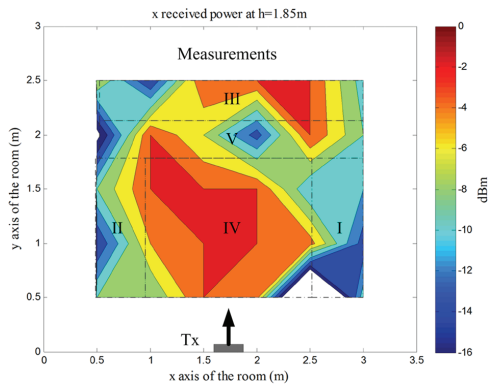 x received power at h=1.85m
Measurements
3
2.5
2
1.5
1
0.5
0
y axis of the room (m)
III
V
II
IV
I
Tx
0
0.5
1
1.5
2
2.5
3
3.5
x axis of the room (m)
0
-2
-4
-6
-8
-10
-12
-14
-16
dBm